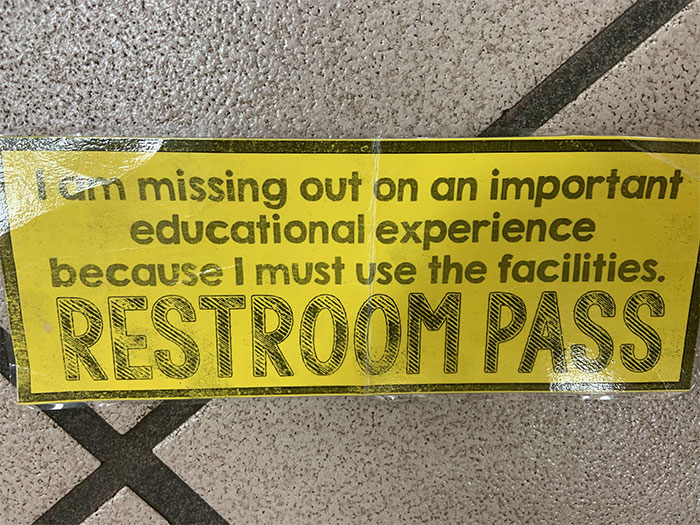 I am missing out on an important
educational experience
because I must use the facilities.
RESTROOM PASS